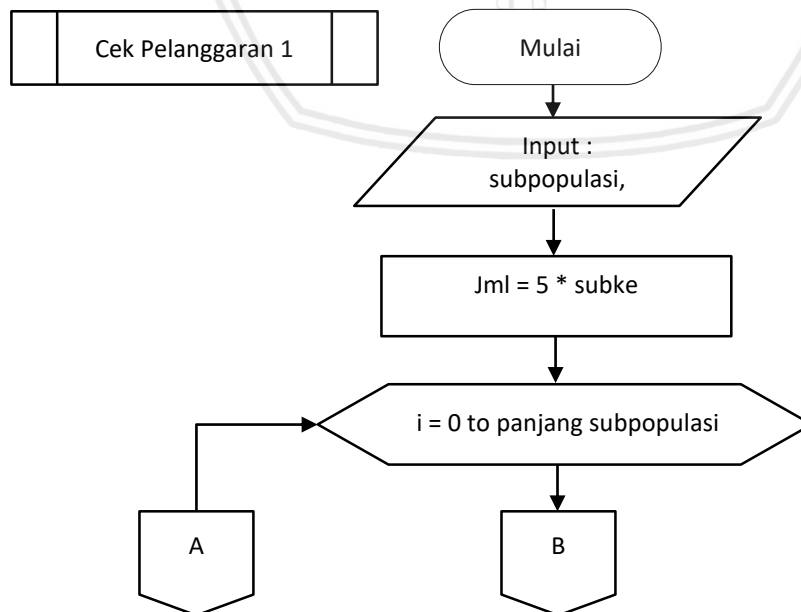 Cek Pelanggaran 1
Mulai
Input :
subpopulasi,
Jml = 5 * subke
i = 0 to panjang subpopulasi
A
B